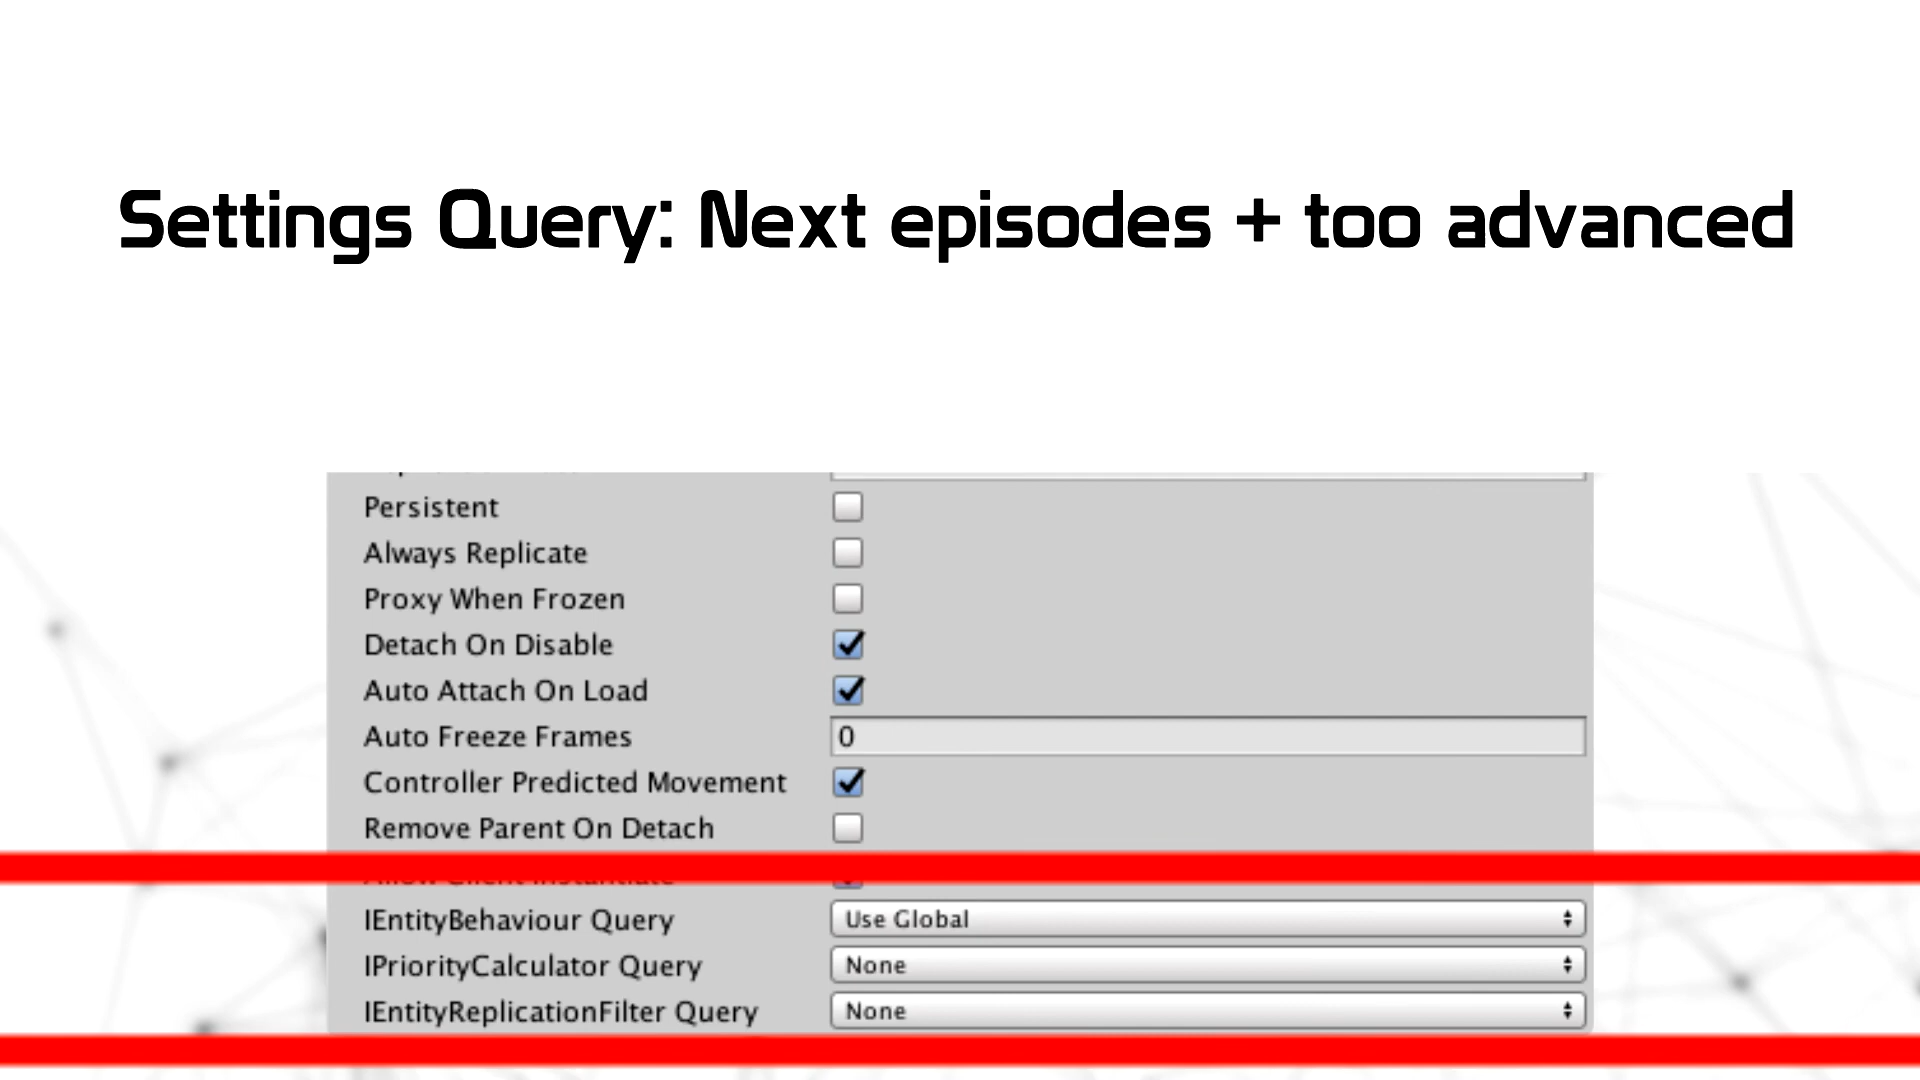 Settings Query: Next episodes + too advanced
Persistent
Always Replicate
Proxy When Frozen
Detach On Disable
Auto Attach On Load
Auto Freeze Frames 0
Controller Predicted Movement
Remove Parent On Detach
IEntityBehaviour Query Use Global
IPriorityCalculator Query None
IEntityReplicationFilter Query None